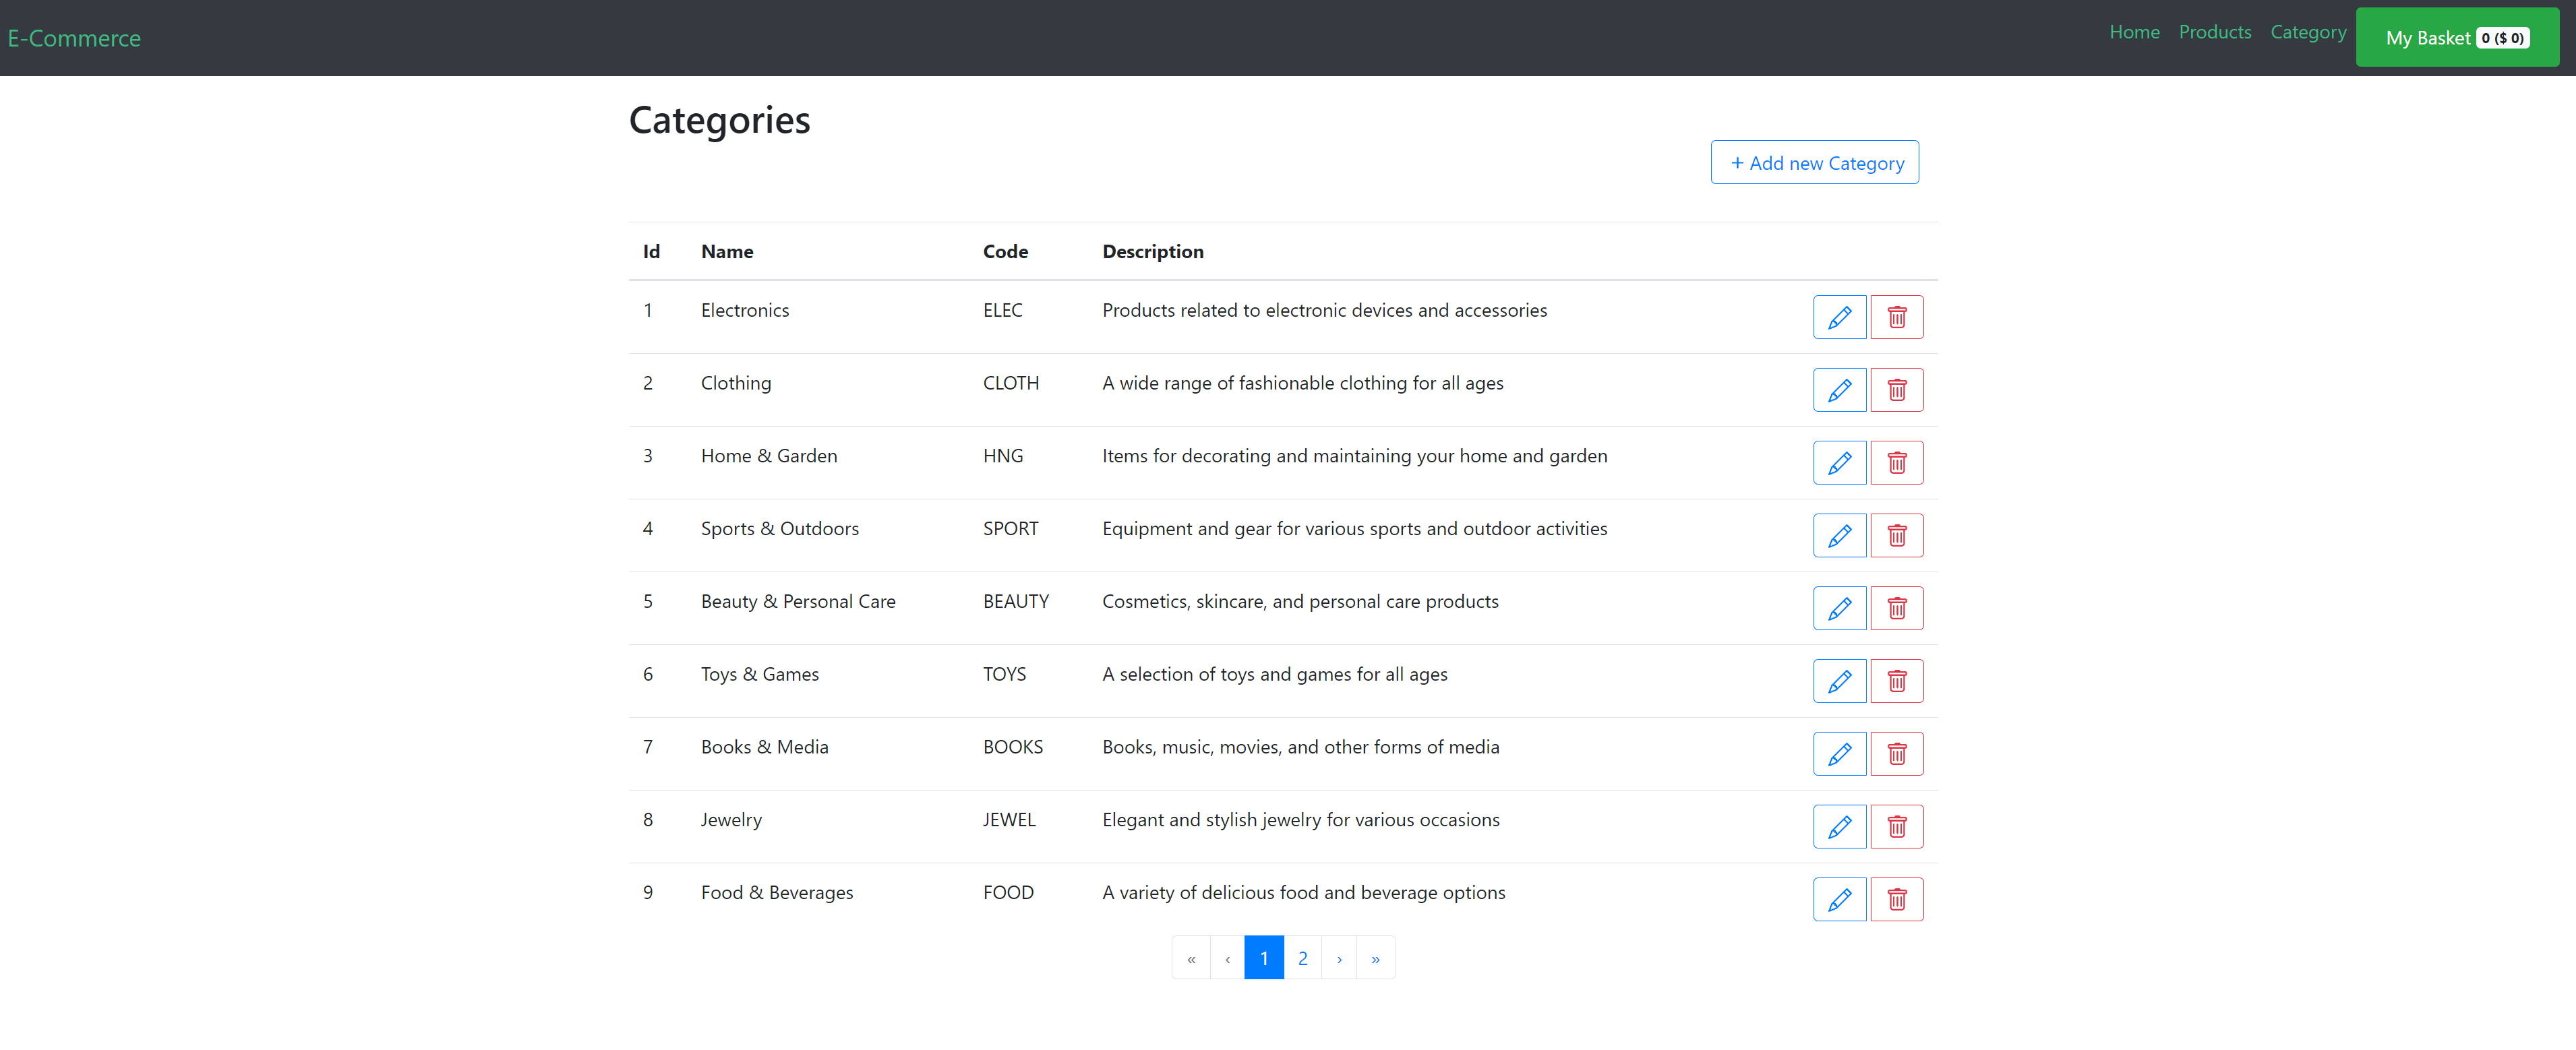 E-Commerce
Home Products Category My Basket 0 ($ 0)
Categories
+ Add new Category
Id Name Code Description
1 Electronics ELEC Products related to electronic devices and accessories
2 Clothing CLOTH A wide range of fashionable clothing for all ages
3 Home & Garden HNG Items for decorating and maintaining your home and garden
4 Sports & Outdoors SPORT Equipment and gear for various sports and outdoor activities
5 Beauty & Personal Care BEAUTY Cosmetics, skincare, and personal care products
6 Toys & Games TOYS A selection of toys and games for all ages
7 Books & Media BOOKS Books, music, movies, and other forms of media
8 Jewelry JEWEL Elegant and stylish jewelry for various occasions
9 Food & Beverages FOOD A variety of delicious food and beverage options
« ‹ 1 2 › »